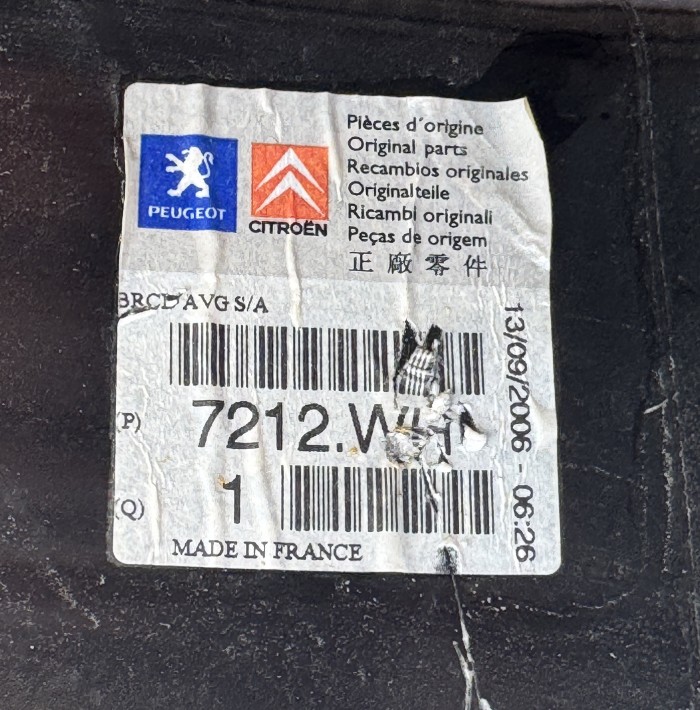 PEUGEOT
CITROËN
Pièces d'origine
Original parts
Recambios originales
Originalteile
Ricambi originali
Peças de origem
正廠零件
BRCD AVG S/A
(P)
(Q) 1
MADE IN FRANCE
13/09/2006 - 06:26